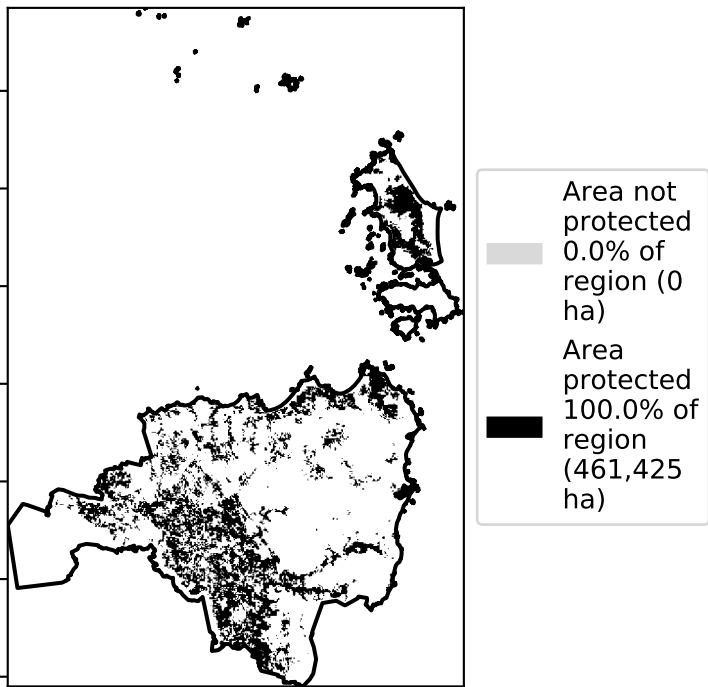 Area not
protected
0.0% of
region (0
ha)
Area
protected
100.0% of
region
(461,425
ha)